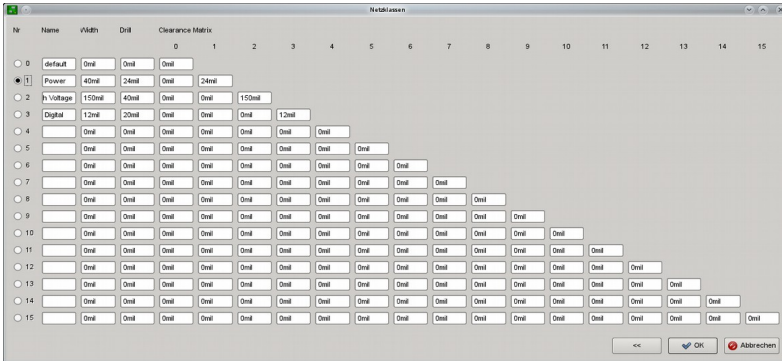 Netzklassen
Nr Name Width Drill Clearance Matrix
0 1 2 3 4 5 6 7 8 9 10 11 12 13 14 15
0 default 0mil 0mil 0mil
1 Power 40mil 24mil 0mil 24mil
2 h Voltage 150mil 40mil 0mil 0mil 150mil
3 Digital 12mil 20mil 0mil 0mil 0mil 12mil
4 0mil 0mil 0mil 0mil 0mil 0mil 0mil
5 0mil 0mil 0mil 0mil 0mil 0mil 0mil 0mil
6 0mil 0mil 0mil 0mil 0mil 0mil 0mil 0mil 0mil
7 0mil 0mil 0mil 0mil 0mil 0mil 0mil 0mil 0mil 0mil
8 0mil 0mil 0mil 0mil 0mil 0mil 0mil 0mil 0mil 0mil 0mil
9 0mil 0mil 0mil 0mil 0mil 0mil 0mil 0mil 0mil 0mil 0mil 0mil
10 0mil 0mil 0mil 0mil 0mil 0mil 0mil 0mil 0mil 0mil 0mil 0mil 0mil
11 0mil 0mil 0mil 0mil 0mil 0mil 0mil 0mil 0mil 0mil 0mil 0mil 0mil 0mil
12 0mil 0mil 0mil 0mil 0mil 0mil 0mil 0mil 0mil 0mil 0mil 0mil 0mil 0mil 0mil
13 0mil 0mil 0mil 0mil 0mil 0mil 0mil 0mil 0mil 0mil 0mil 0mil 0mil 0mil 0mil 0mil
14 0mil 0mil 0mil 0mil 0mil 0mil 0mil 0mil 0mil 0mil 0mil 0mil 0mil 0mil 0mil 0mil 0mil
15 0mil 0mil 0mil 0mil 0mil 0mil 0mil 0mil 0mil 0mil 0mil 0mil 0mil 0mil 0mil 0mil 0mil 0mil
<< OK Abbrechen